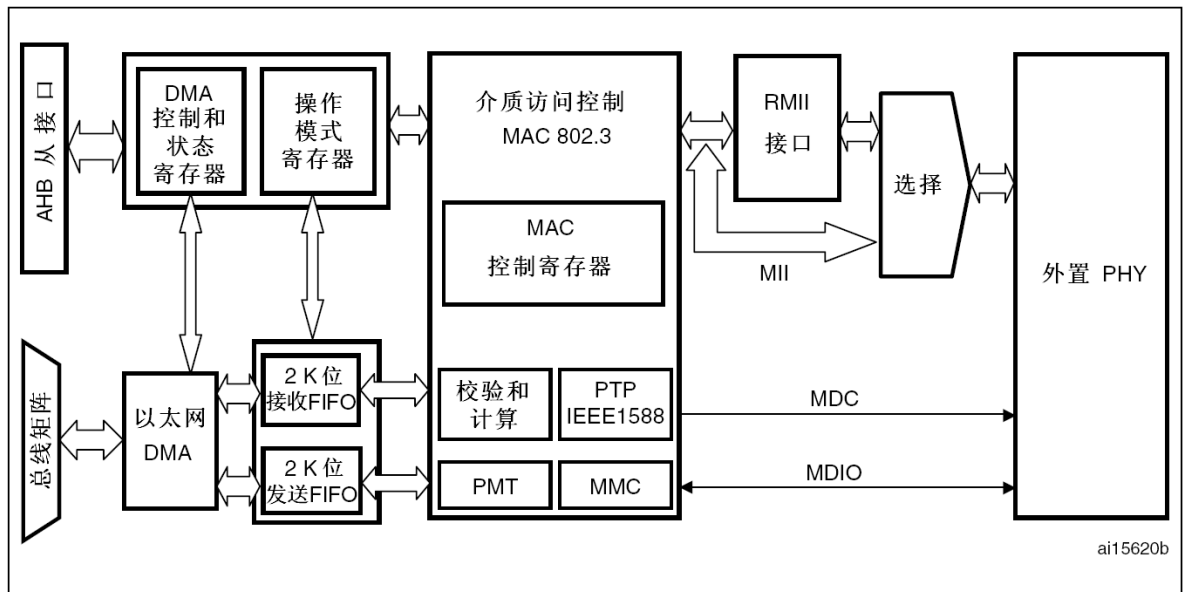 AHB 从接口
DMA
控制和
状态
寄存器
操作
模式
寄存器
介质访问控制
MAC 802.3
MAC
控制寄存器
RMII
接口
选择
MII
外置 PHY
总线矩阵
以太网
DMA
2 K 位
接收FIFO
2 K 位
发送FIFO
校验和
计算
PTP
IEEE1588
PMT
MMC
MDC
MDIO
ai15620b